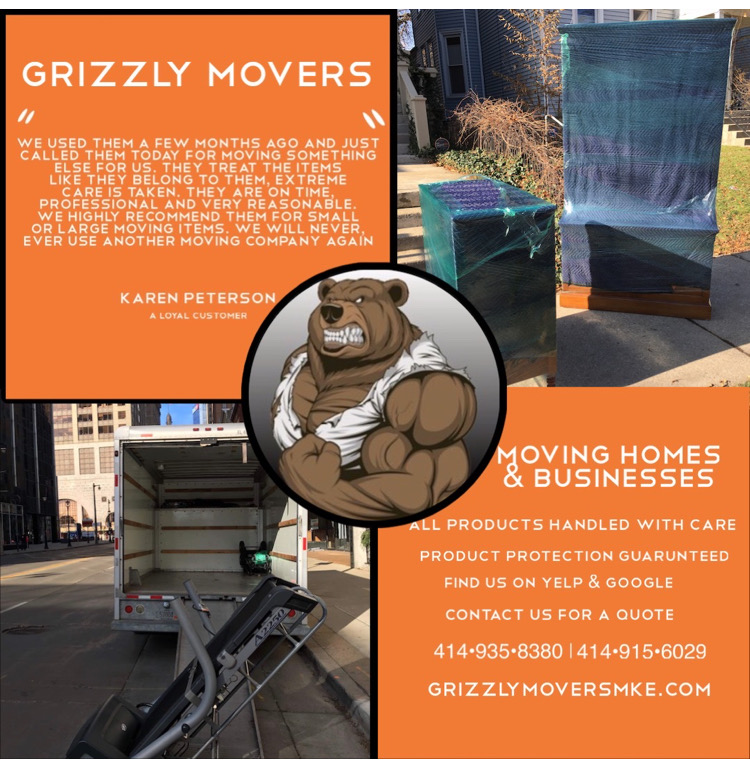 GRIZZLY MOVERS
"
"
WE USED THEM A FEW MONTHS AGO AND JUST
CALLED THEM TODAY FOR MOVING SOMETHING
ELSE FOR US. THEY TREAT THE ITEMS
LIKE THEY BELONG TO THEM, EXTREME
CARE IS TAKEN. THEY ARE ON TIME,
PROFESSIONAL AND VERY REASONABLE.
WE HIGHLY RECOMMEND THEM FOR SMALL
OR LARGE MOVING ITEMS. WE WILL NEVER,
EVER USE ANOTHER MOVING COMPANY AGAIN
KAREN PETERSON
A LOYAL CUSTOMER
MOVING HOMES
& BUSINESSES
ALL PRODUCTS HANDLED WITH CARE
PRODUCT PROTECTION GUARUNTEED
FIND US ON YELP & GOOGLE
CONTACT US FOR A QUOTE
414•935•8380 | 414•915•6029
GRIZZLYMOVERSMKE.COM